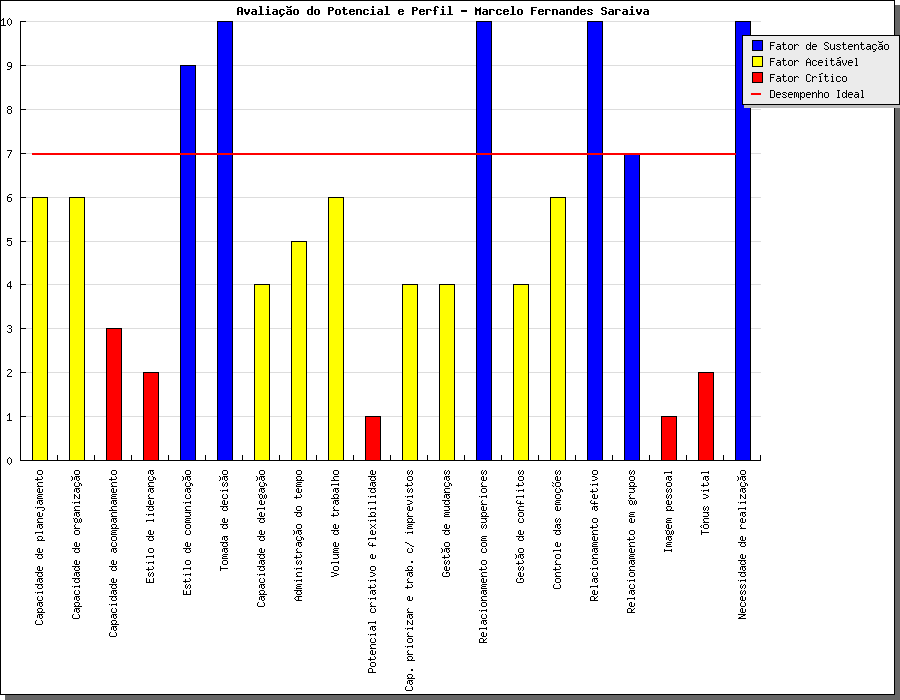 Avaliação do Potencial e Perfil - Marcelo Fernandes Saraiva
Fator de Sustentação
Fator Aceitável
Fator Crítico
Desempenho Ideal
10
9
8
7
6
5
4
3
2
1
0
Capacidade de planejamento
Capacidade de organização
Capacidade de acompanhamento
Estilo de liderança
Estilo de comunicação
Tomada de decisão
Capacidade de delegação
Administração do tempo
Volume de trabalho
Potencial criativo e flexibilidade
Cap. priorizar e trab. c/ imprevistos
Gestão de mudanças
Relacionamento com superiores
Gestão de conflitos
Controle das emoções
Relacionamento afetivo
Relacionamento em grupos
Imagem pessoal
Tônus vital
Necessidade de realização